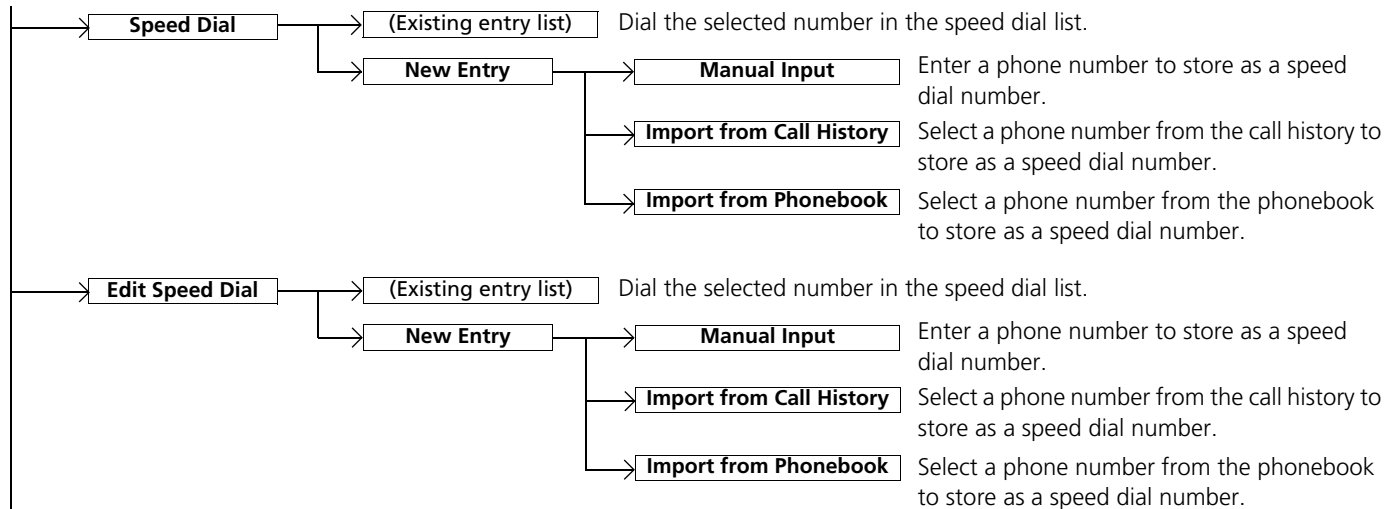 Speed Dial (Existing entry list) Dial the selected number in the speed dial list.
New Entry Manual Input Enter a phone number to store as a speed
dial number.
Import from Call History Select a phone number from the call history to
store as a speed dial number.
Import from Phonebook Select a phone number from the phonebook
to store as a speed dial number.
Edit Speed Dial (Existing entry list) Dial the selected number in the speed dial list.
New Entry Manual Input Enter a phone number to store as a speed
dial number.
Import from Call History Select a phone number from the call history to
store as a speed dial number.
Import from Phonebook Select a phone number from the phonebook
to store as a speed dial number.